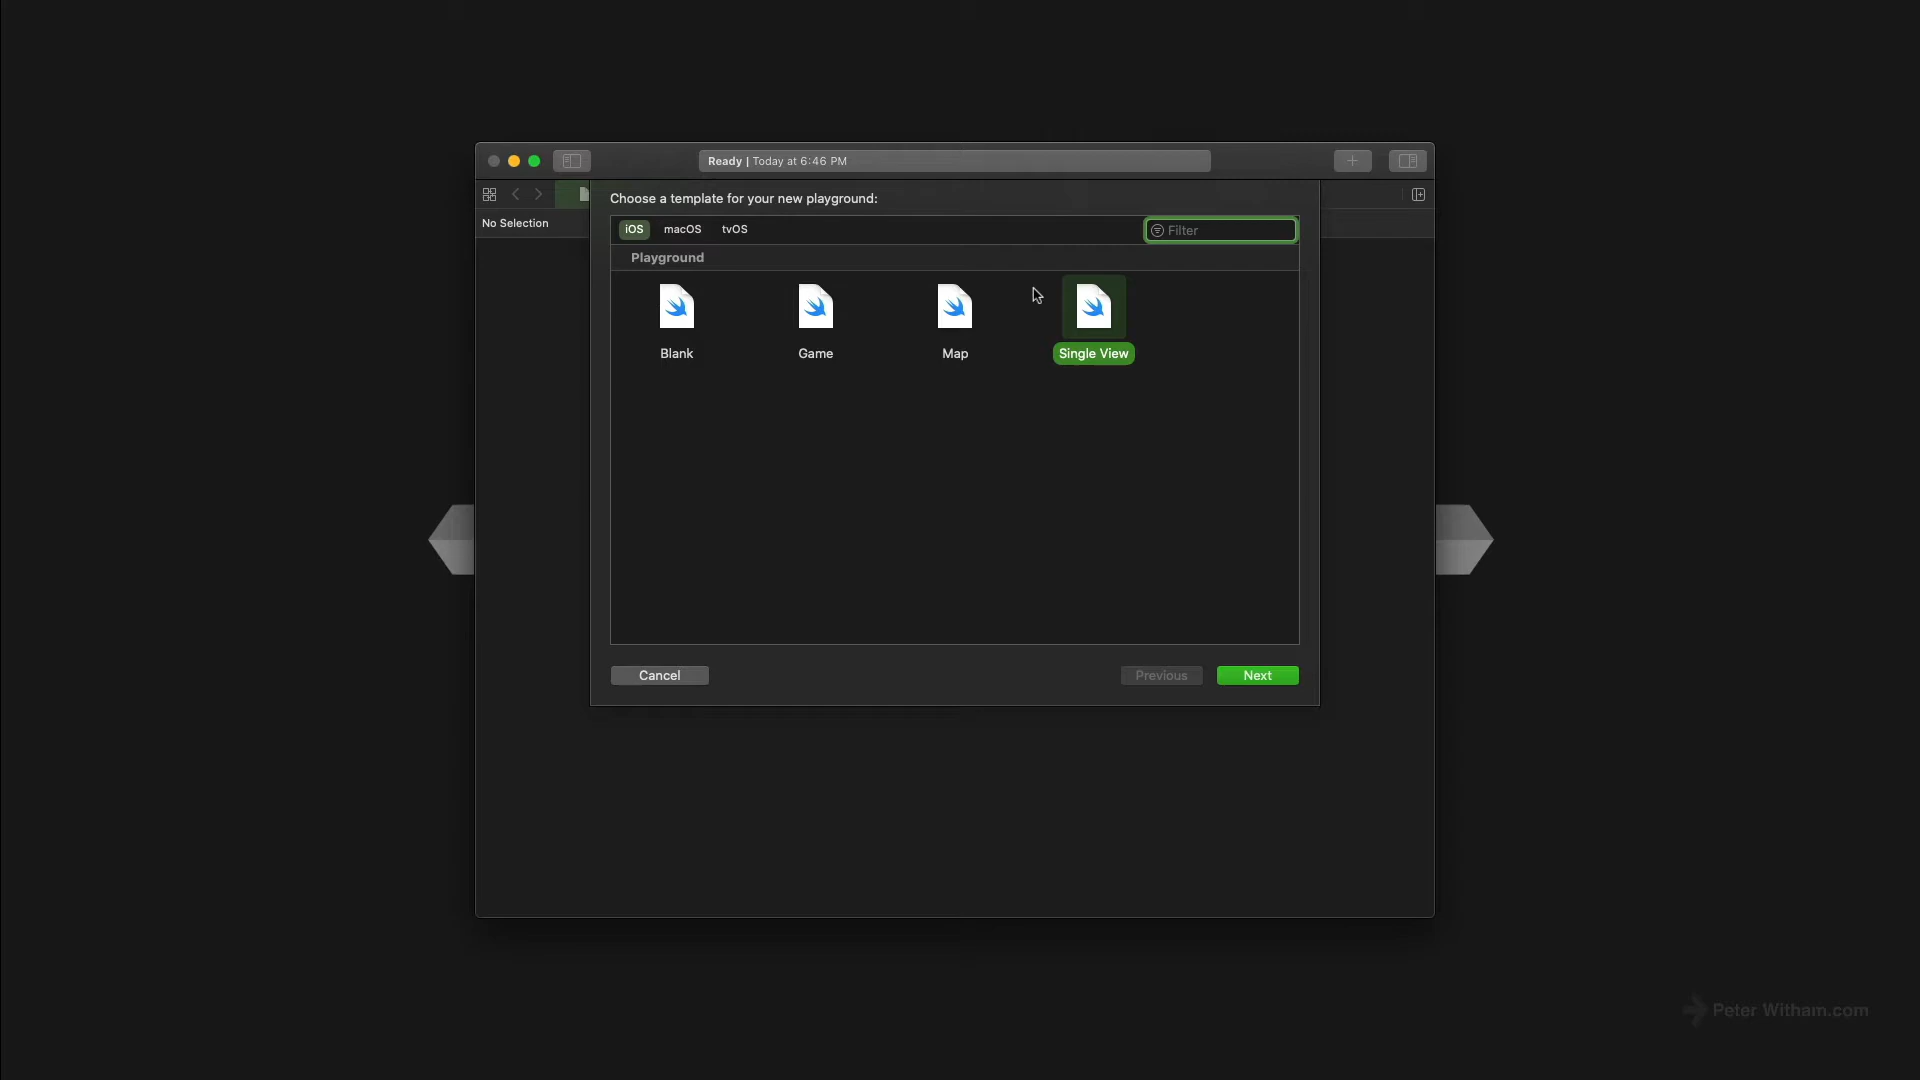 Ready | Today at 6:46 PM
No Selection
Choose a template for your new playground:
iOS macOS tvOS Filter
Playground
Blank Game Map Single View
Cancel Previous Next
Peter Witham.com